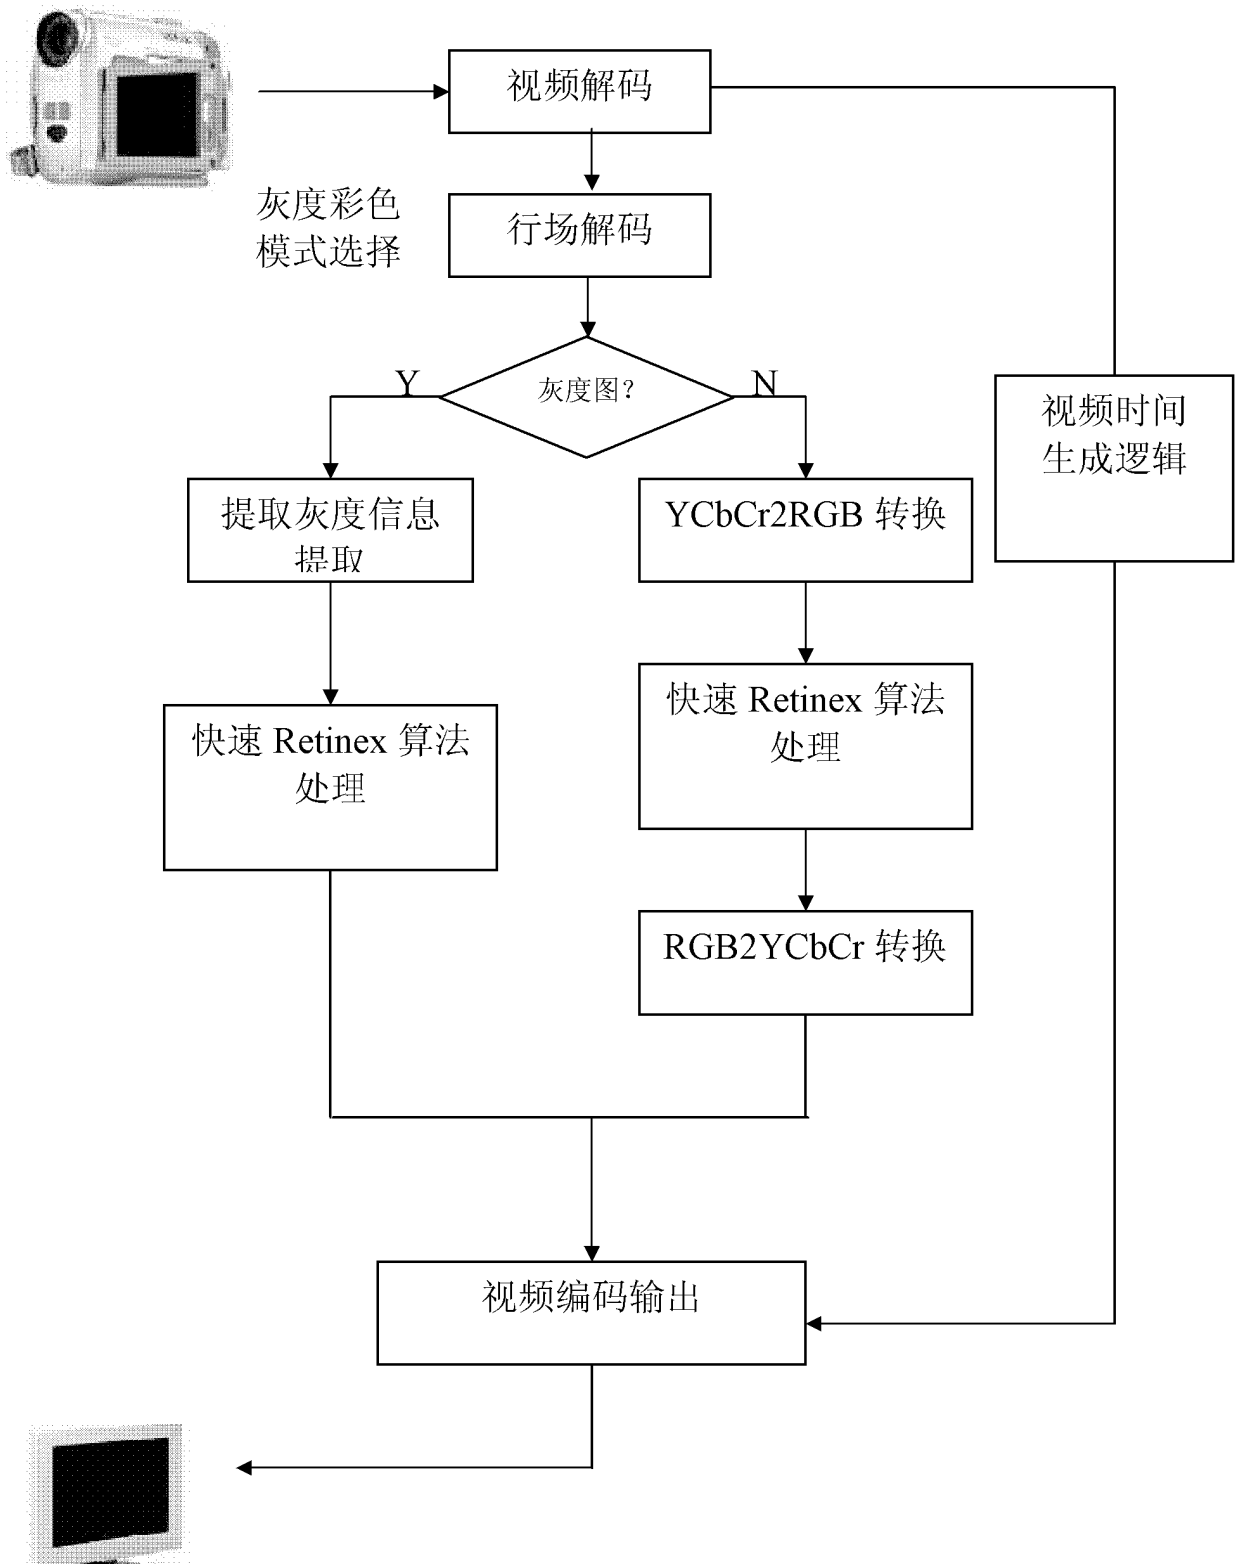 视频解码
灰度彩色
模式选择
行场解码
灰度图？
Y
N
视频时间
生成逻辑
提取灰度信息
提取
YCbCr2RGB 转换
快速 Retinex 算法
处理
快速 Retinex 算法
处理
RGB2YCbCr 转换
视频编码输出